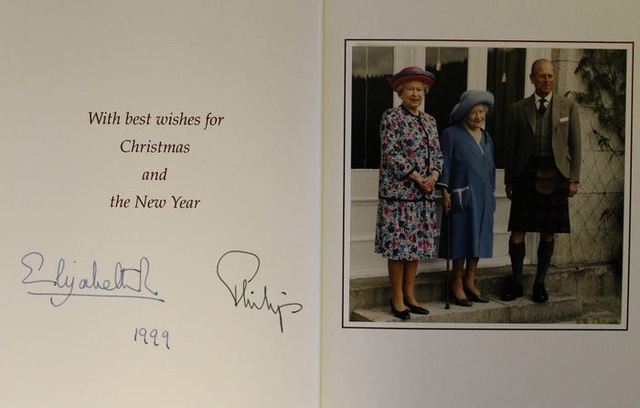 With best wishes for
Christmas
and
the New Year
Elizabeth R
Philip
1999